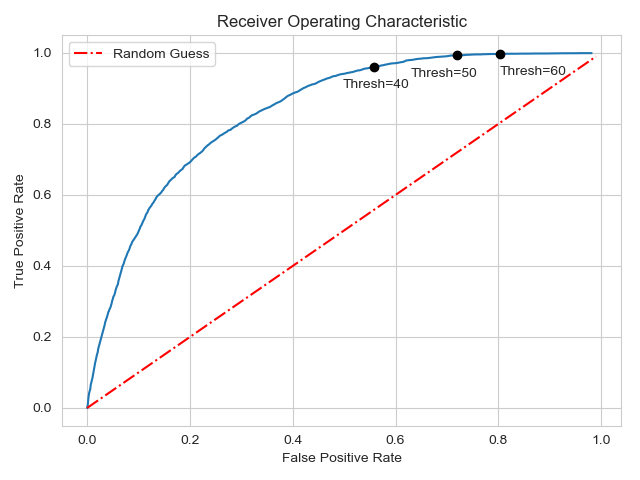 Receiver Operating Characteristic
Random Guess
Thresh=40
Thresh=50
Thresh=60
True Positive Rate
1.0
0.8
0.6
0.4
0.2
0.0
0.0 0.2 0.4 0.6 0.8 1.0
False Positive Rate